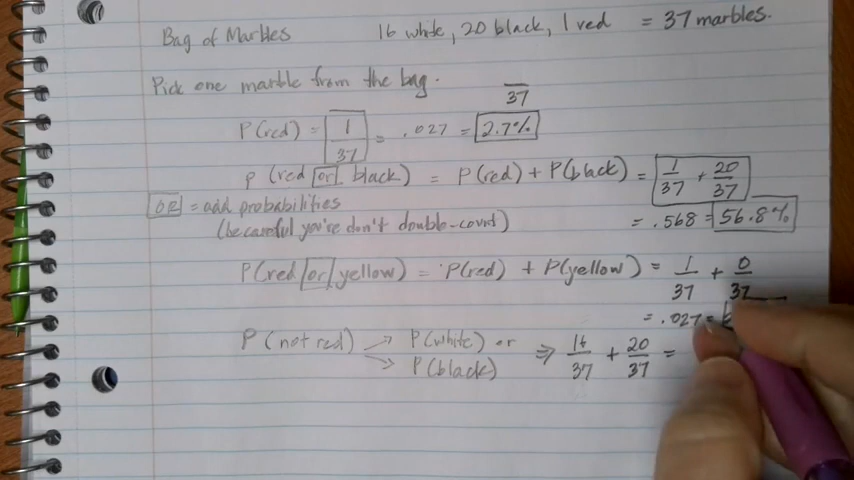 Bag of Marbles 16 white, 20 black, 1 red = 37 marbles.
Pick one marble from the bag. — 37
P(red) = 1/37 = .027 = 2.7%
P(red or black) = P(red) + P(black) = 1/37 + 20/37
OR = add probabilities
= .568 = 56.8%
(be careful you're don't double-count)
P(red or yellow) = P(red) + P(yellow) = 1/37 + 0/37
= .027 =
P(not red) → P(white) or ⇒ 16/37 + 20/37 =
→ P(black)